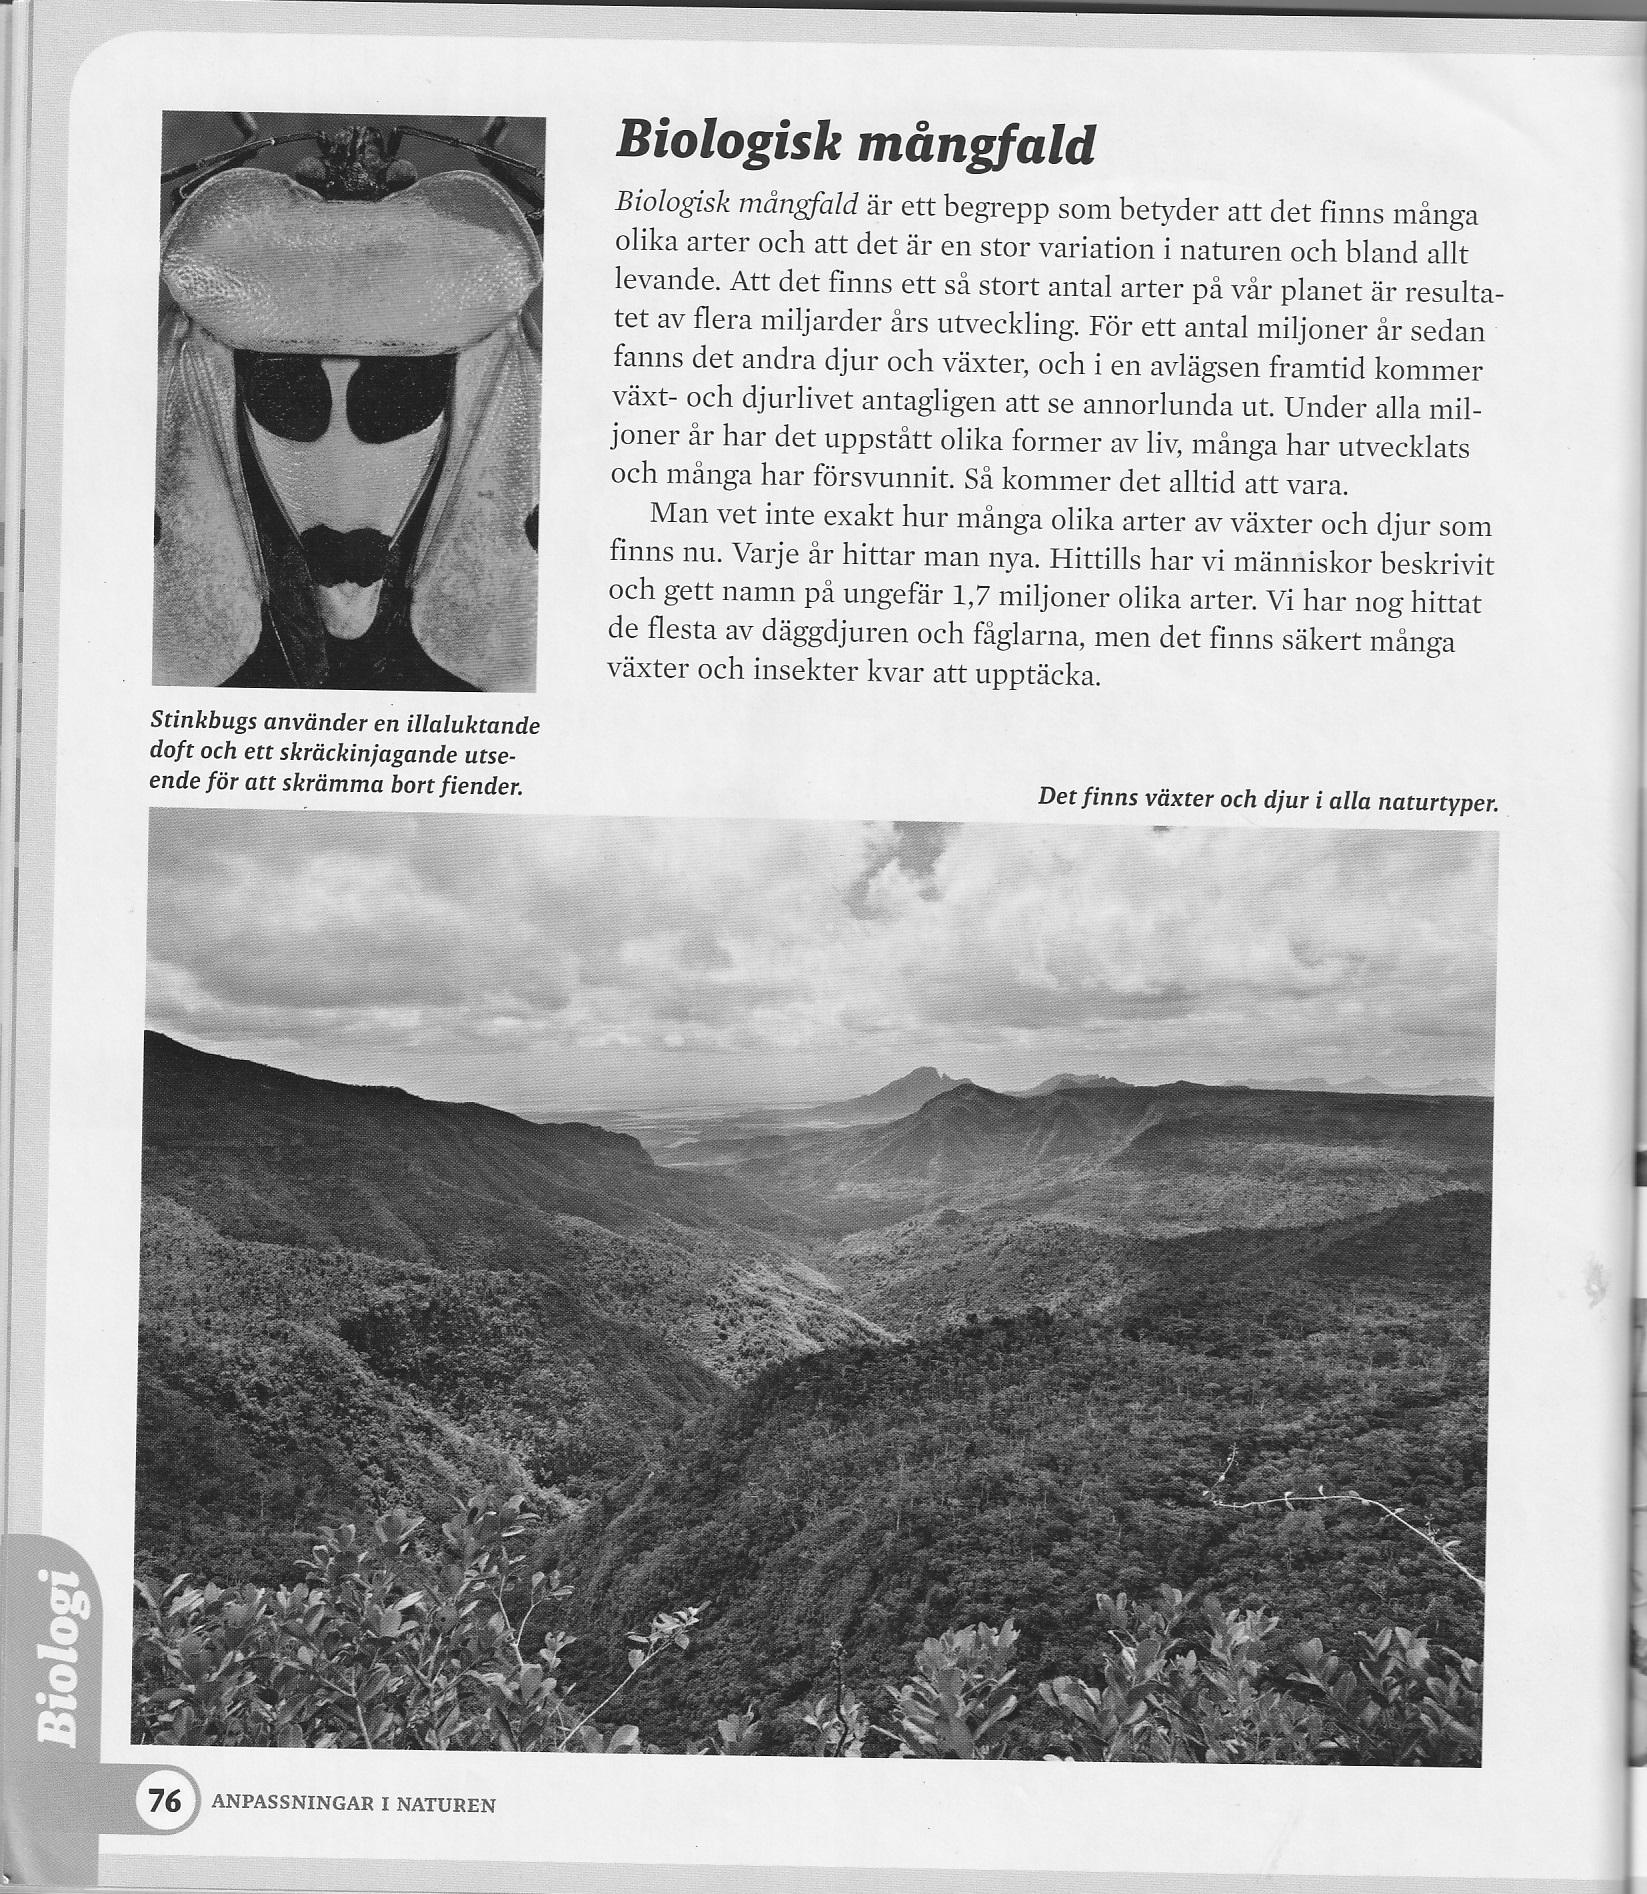 Biologisk mångfald
Biologisk mångfald är ett begrepp som betyder att det finns många
olika arter och att det är en stor variation i naturen och bland allt
levande. Att det finns ett så stort antal arter på vår planet är resulta-
tet av flera miljarder års utveckling. För ett antal miljoner år sedan
fanns det andra djur och växter, och i en avlägsen framtid kommer
växt- och djurlivet antagligen att se annorlunda ut. Under alla mil-
joner år har det uppstått olika former av liv, många har utvecklats
och många har försvunnit. Så kommer det alltid att vara.
Man vet inte exakt hur många olika arter av växter och djur som
finns nu. Varje år hittar man nya. Hittills har vi människor beskrivit
och gett namn på ungefär 1,7 miljoner olika arter. Vi har nog hittat
de flesta av däggdjuren och fåglarna, men det finns säkert många
växter och insekter kvar att upptäcka.
Stinkbugs använder en illaluktande
doft och ett skräckinjagande utse-
ende för att skrämma bort fiender.
Det finns växter och djur i alla naturtyper.
Biologi
76 ANPASSNINGAR I NATUREN